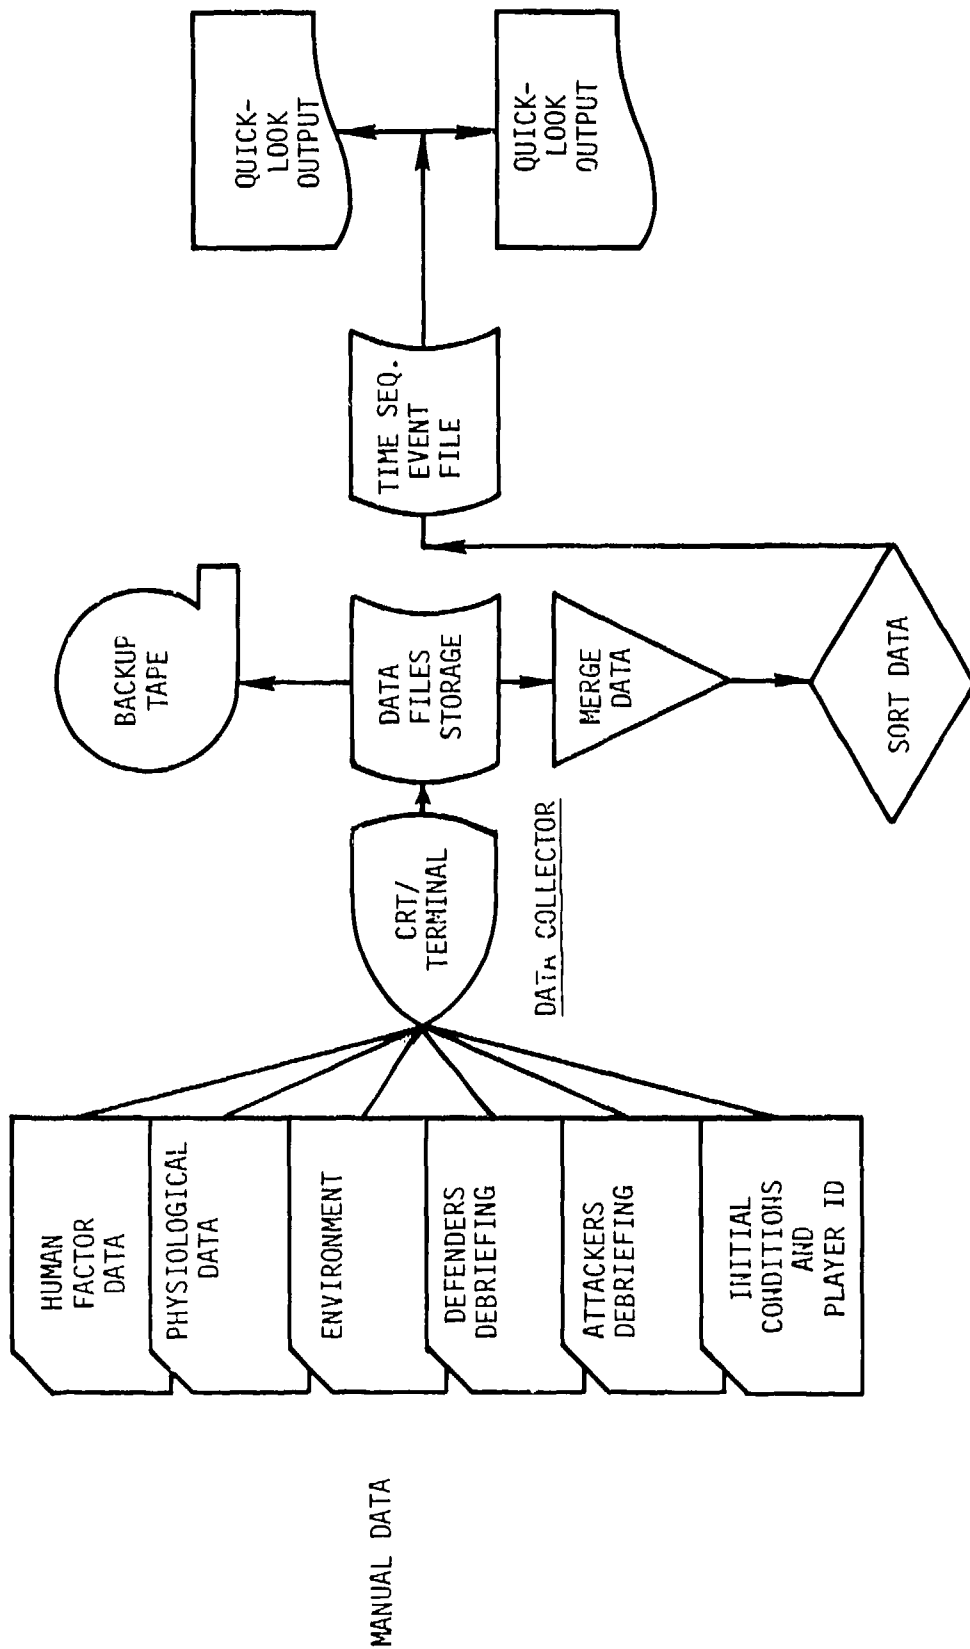 MANUAL DATA
HUMAN
FACTOR
DATA
PHYSIOLOGICAL
DATA
ENVIRONMENT
DEFENDERS
DEBRIEFING
ATTACKERS
DEBRIEFING
INITIAL
CONDITIONS
AND
PLAYER ID
CRT/
TERMINAL
DATA COLLECTOR
BACKUP
TAPE
DATA
FILES
STORAGE
MERGE
DATA
SORT DATA
TIME SEQ.
EVENT
FILE
QUICK-
LOOK
OUTPUT
QUICK-
LOOK
OUTPUT